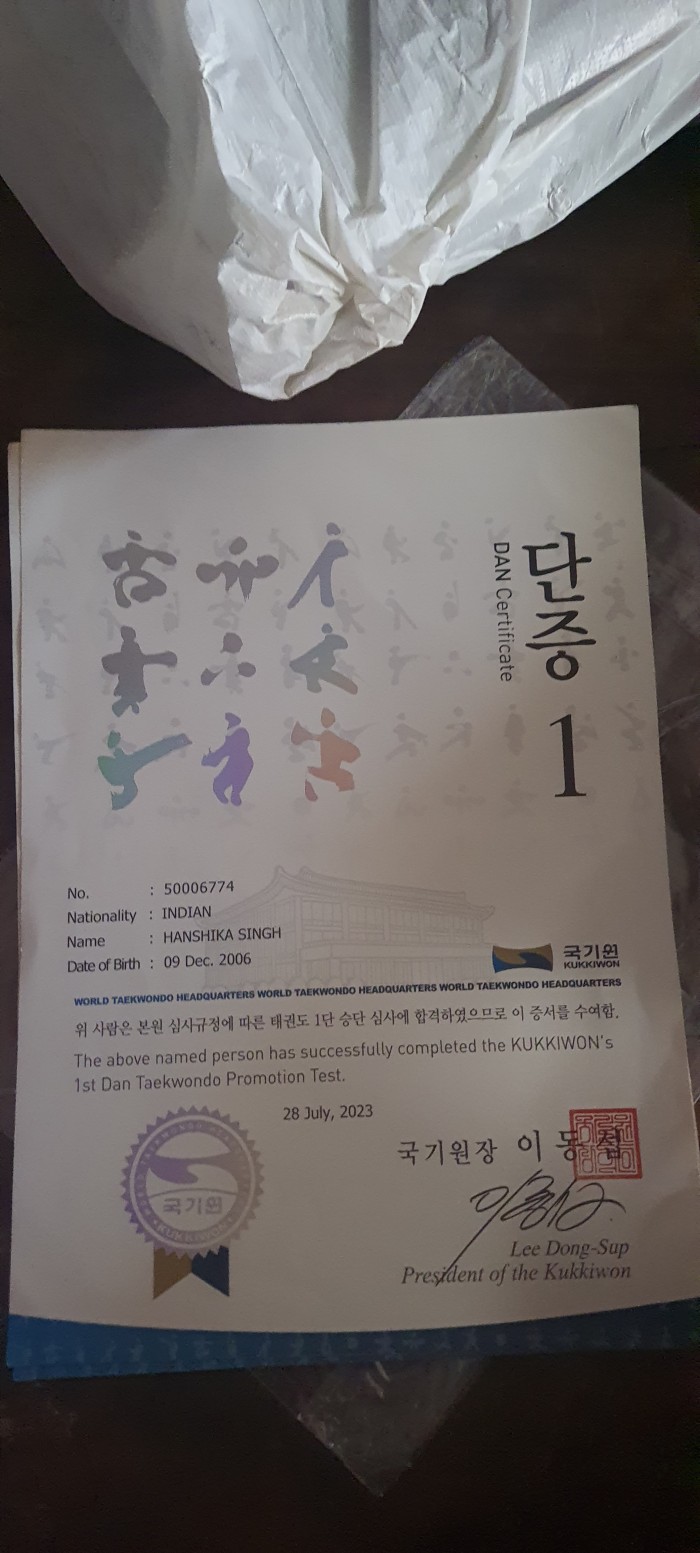 단증
DAN Certificate
1
No. : 50006774
Nationality : INDIAN
Name : HANSHIKA SINGH
Date of Birth : 09 Dec. 2006
국기원
KUKKIWON
WORLD TAEKWONDO HEADQUARTERS WORLD TAEKWONDO HEADQUARTERS WORLD TAEKWONDO HEADQUARTERS
위 사람은 본원 심사규정에 따른 태권도 1단 승단 심사에 합격하였으므로 이 증서를 수여함.
The above named person has successfully completed the KUKKIWON's
1st Dan Taekwondo Promotion Test.
28 July, 2023
국기원
KUKKIWON
국기원장 이 동 섭
Lee Dong-Sup
President of the Kukkiwon